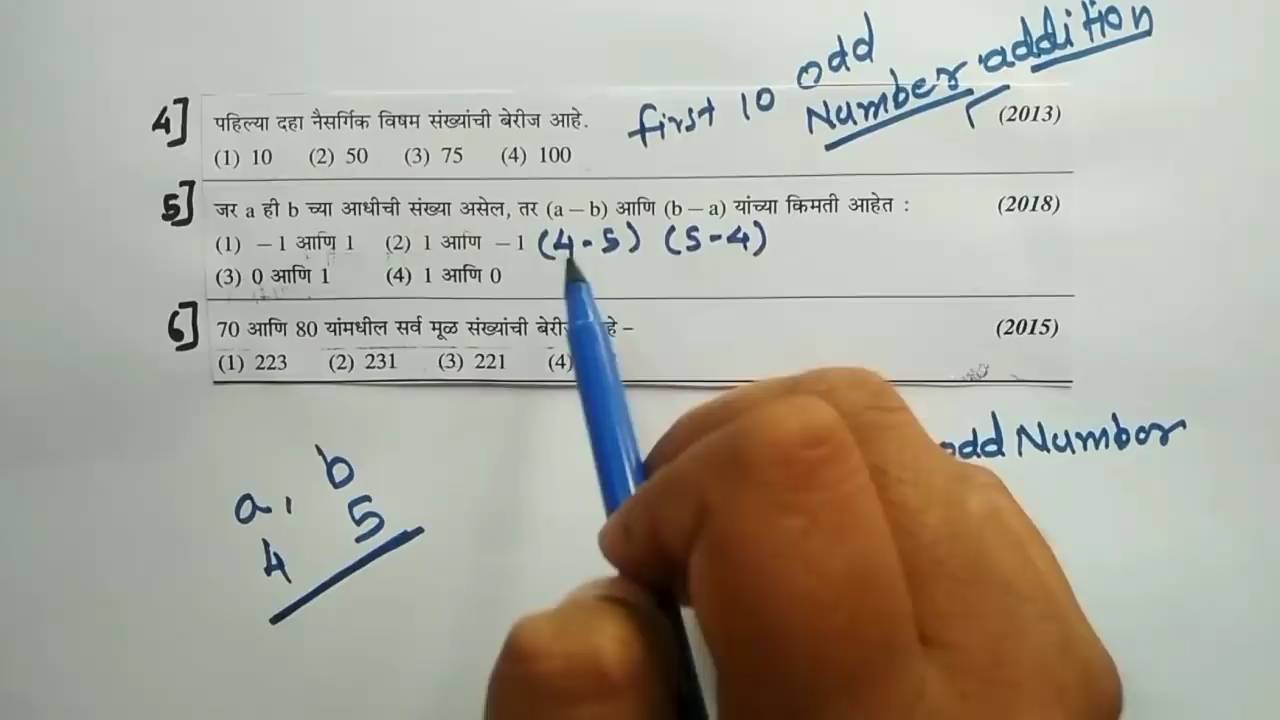 first 10 odd
Number addition
4] पहिल्या दहा नैसर्गिक विषम संख्यांची बेरीज आहे. (2013)
(1) 10 (2) 50 (3) 75 (4) 100
5] जर a ही b च्या आधीची संख्या असेल, तर (a – b) आणि (b – a) यांच्या किमती आहेत : (2018)
(1) – 1 आणि 1 (2) 1 आणि – 1 (4-5) (5-4)
(3) 0 आणि 1 (4) 1 आणि 0
6] 70 आणि 80 यांमधील सर्व मूळ संख्यांची – (2015)
(1) 223 (2) 231 (3) 221 (4)
odd Number
a, b
4 5